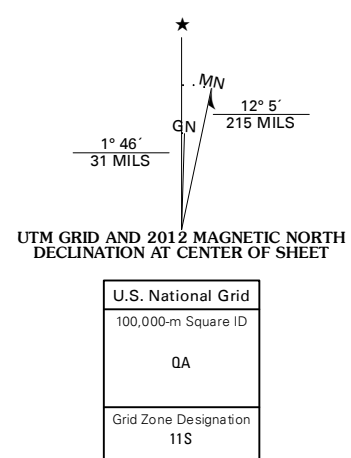 ★
MN
GN
12° 5´
215 MILS
1° 46´
31 MILS
UTM GRID AND 2012 MAGNETIC NORTH
DECLINATION AT CENTER OF SHEET
U.S. National Grid
100,000-m Square ID
QA
Grid Zone Designation
11S